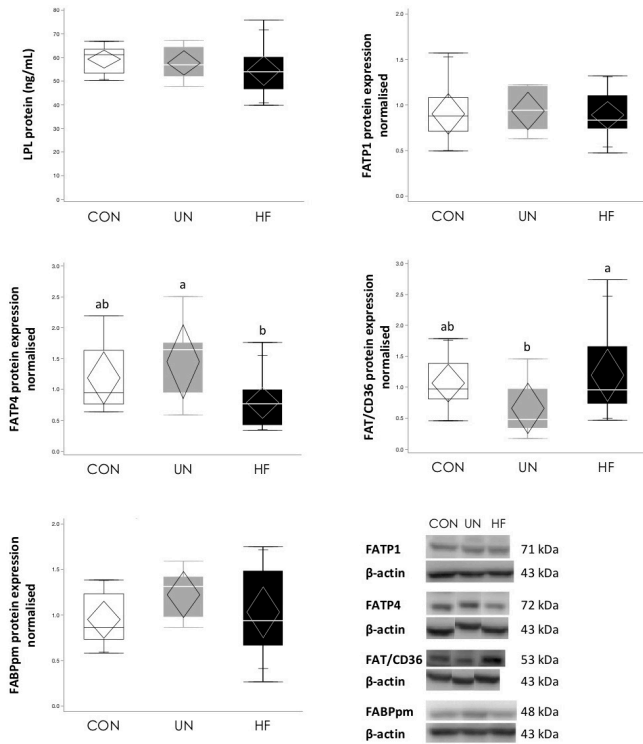 LPL protein (ng/mL)
90
80
70
60
50
40
30
20
10
0
CON UN HF
FATP1 protein expression
normalised
2.0
1.5
1.0
0.5
0.0
CON UN HF
FATP4 protein expression
normalised
3.0
2.5
2.0
1.5
1.0
0.5
0.0
ab a b
CON UN HF
FAT/CD36 protein expression
normalised
3.0
2.5
2.0
1.5
1.0
0.5
0.0
ab b a
CON UN HF
FABPpm protein expression
normalised
2.0
1.5
1.0
0.5
0.0
CON UN HF
CON UN HF
FATP1 71 kDa
β-actin 43 kDa
FATP4 72 kDa
β-actin 43 kDa
FAT/CD36 53 kDa
β-actin 43 kDa
FABPpm 48 kDa
β-actin 43 kDa